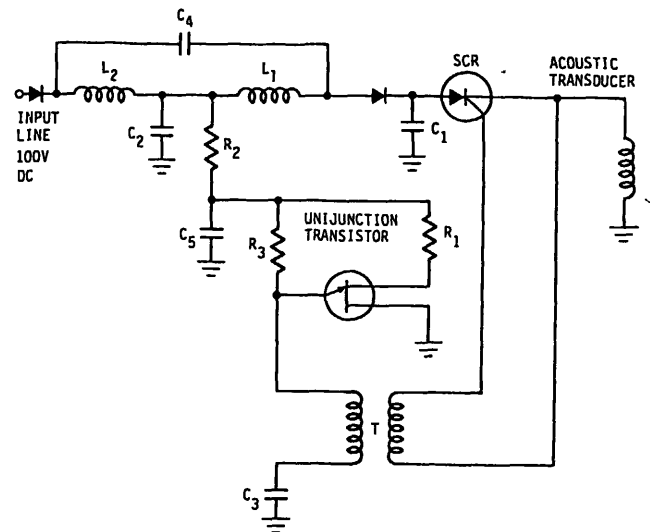 C4
L2
L1
SCR
ACOUSTIC
TRANSDUCER
INPUT
LINE
100V
DC
C2
R2
C1
C5
R3
UNIJUNCTION
TRANSISTOR
R1
T
C3